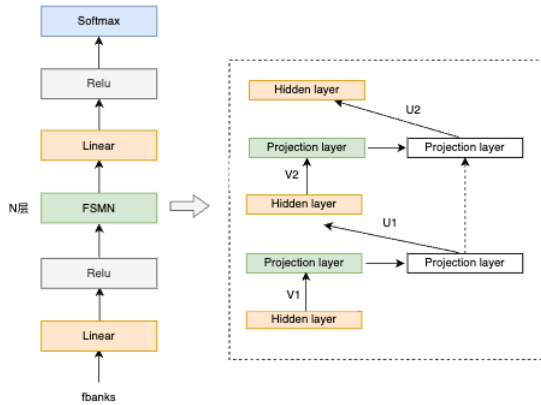 Softmax
Relu
Linear
N层
FSMN
Relu
Linear
fbanks
Hidden layer
U2
Projection layer
Projection layer
V2
Hidden layer
U1
Projection layer
Projection layer
V1
Hidden layer